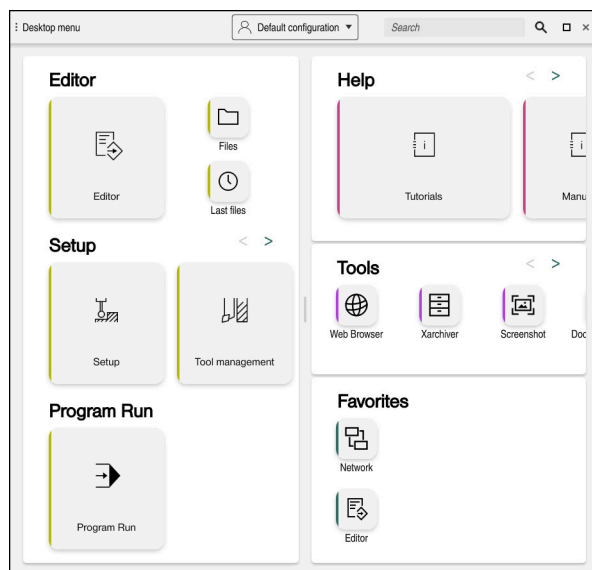 Desktop menu
Default configuration
Search
Editor
Editor
Files
Last files
Setup
Setup
Tool management
Program Run
Program Run
Help
Tutorials
Manu
Tools
Web Browser
Xarchiver
Screenshot
Doc
Favorites
Network
Editor